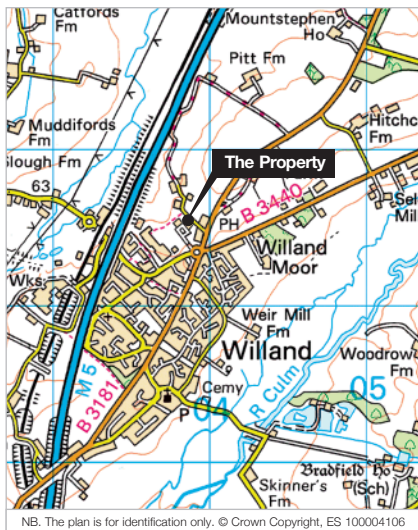 Catfords
Fm
Mountstephen
Ho
Pitt Fm
Muddifords
Fm
Hitchc
Fm
Slough Fm
The Property
63
PH
B 3440
Sel
Mil
Willand
Moor
Wks
Weir Mill
Fm
Willand
Woodrow
Fm
M 5
B 3181
Cemy
04
05
R Culm
P
Bradfield Ho
(Sch)
Skinner's
Fm
NB. The plan is for identification only. © Crown Copyright, ES 100004106